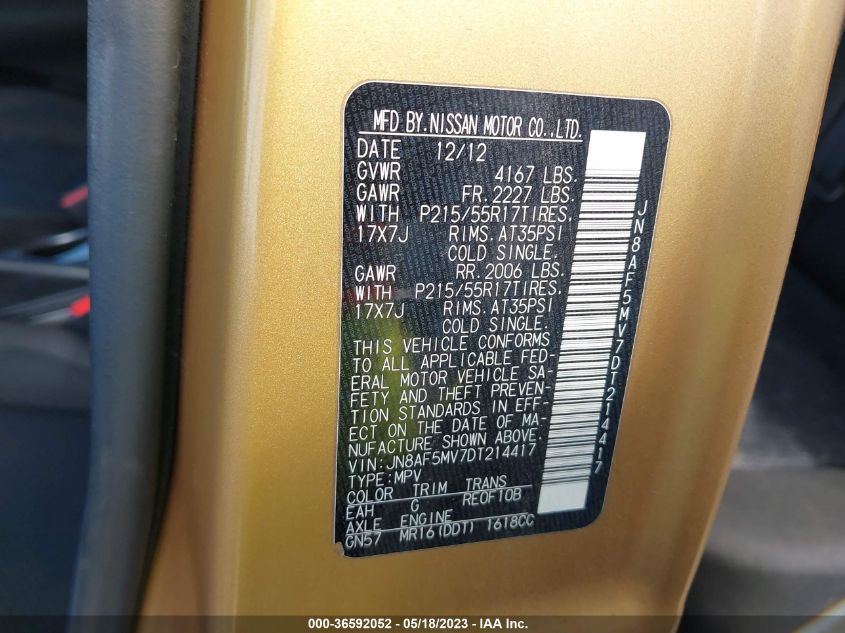 MFD BY.NISSAN MOTOR CO.,LTD.
DATE 12/12
GVWR 4167 LBS.
GAWR FR.2227 LBS.
WITH P215/55R17TIRES.
17X7J RIMS.AT35PSI
COLD SINGLE.
GAWR RR.2006 LBS.
WITH P215/55R17TIRES.
17X7J RIMS.AT35PSI
COLD SINGLE.
THIS VEHICLE CONFORMS
TO ALL APPLICABLE FED-
ERAL MOTOR VEHICLE SA-
FETY AND THEFT PREVEN-
TION STANDARDS IN EFF-
ECT ON THE DATE OF MA-
NUFACTURE SHOWN ABOVE.
VIN:JN8AF5MV7DT214417
TYPE:MPV
COLOR TRIM TRANS
EAH G RE0F10B
AXLE ENGINE
GN57 MR16(DDT) 1618CC
JN8AF5MV7DT214417
000-36592052 - 05/18/2023 - IAA Inc.